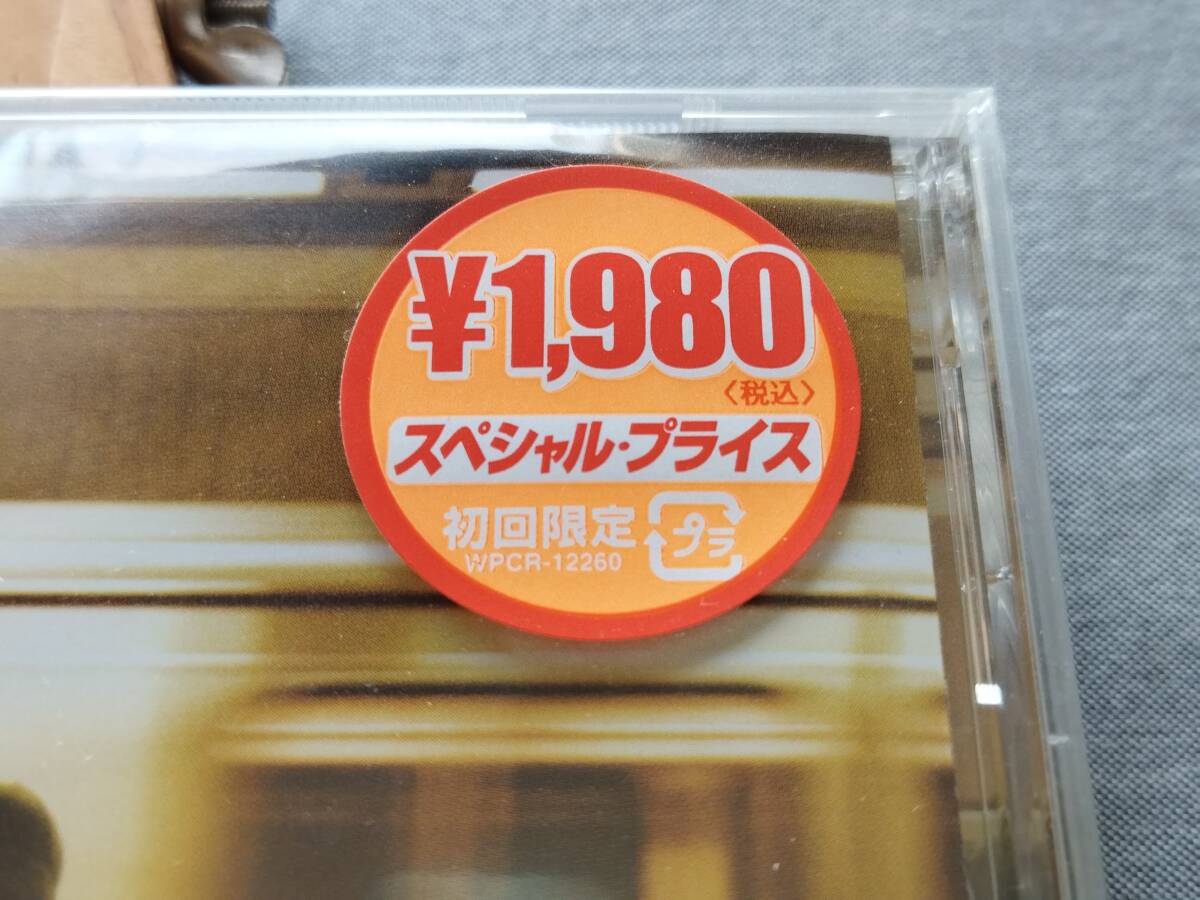 ¥1,980
〈税込〉
スペシャル・プライス
初回限定
WPCR-12260
プラ